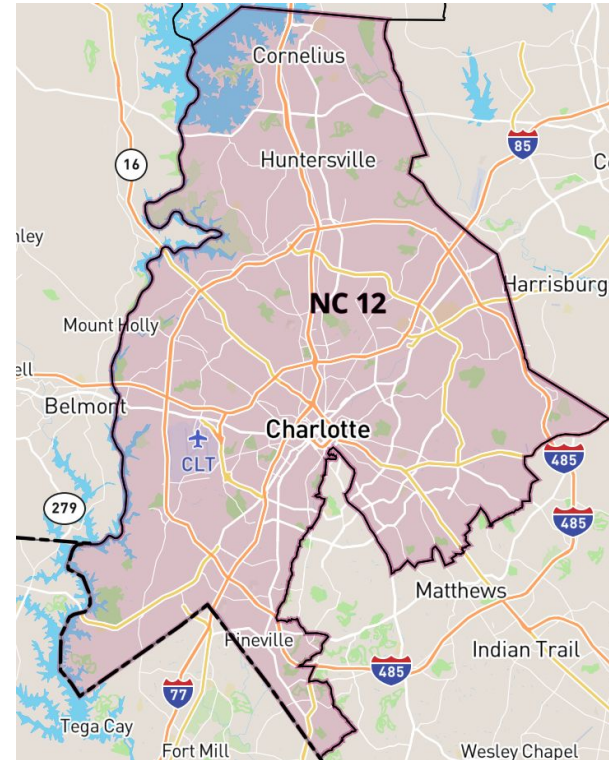 Cornelius
16
Huntersville
85
Co
nley
Harrisburg
NC 12
Mount Holly
ell
Belmont
Charlotte
CLT
485
279
485
Matthews
Pineville
Indian Trail
485
77
Tega Cay
Fort Mill
Wesley Chapel